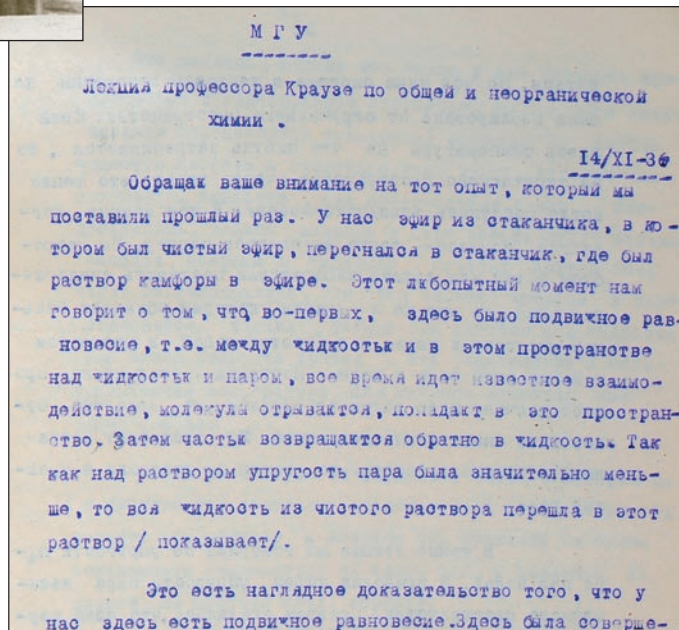 МГУ
Лекция профессора Краузе по общей и неорганической
химии .
14/XI-36
Обращаю ваше внимание на тот опыт, который мы
поставили прошлый раз. У нас эфир из стаканчика, в ко-
тором был чистый эфир, перегнался в стаканчик, где был
раствор камфоры в эфире. Этот любопытный момент нам
говорит о том, что, во-первых, здесь было подвижное рав-
новесие, т.е. между жидкостью и в этом пространстве
над жидкостью и паром, все время идет известное взаимо-
действие, молекулы отрываются, попадают в это простран-
ство. Затем частью возвращаются обратно в жидкость. Так
как над раствором упругость пара была значительно мень-
ше, то вся жидкость из чистого раствора перешла в этот
раствор / показывает/.
Это есть наглядное доказательство того, что у
нас здесь есть подвижное равновесие.Здесь была соверше-